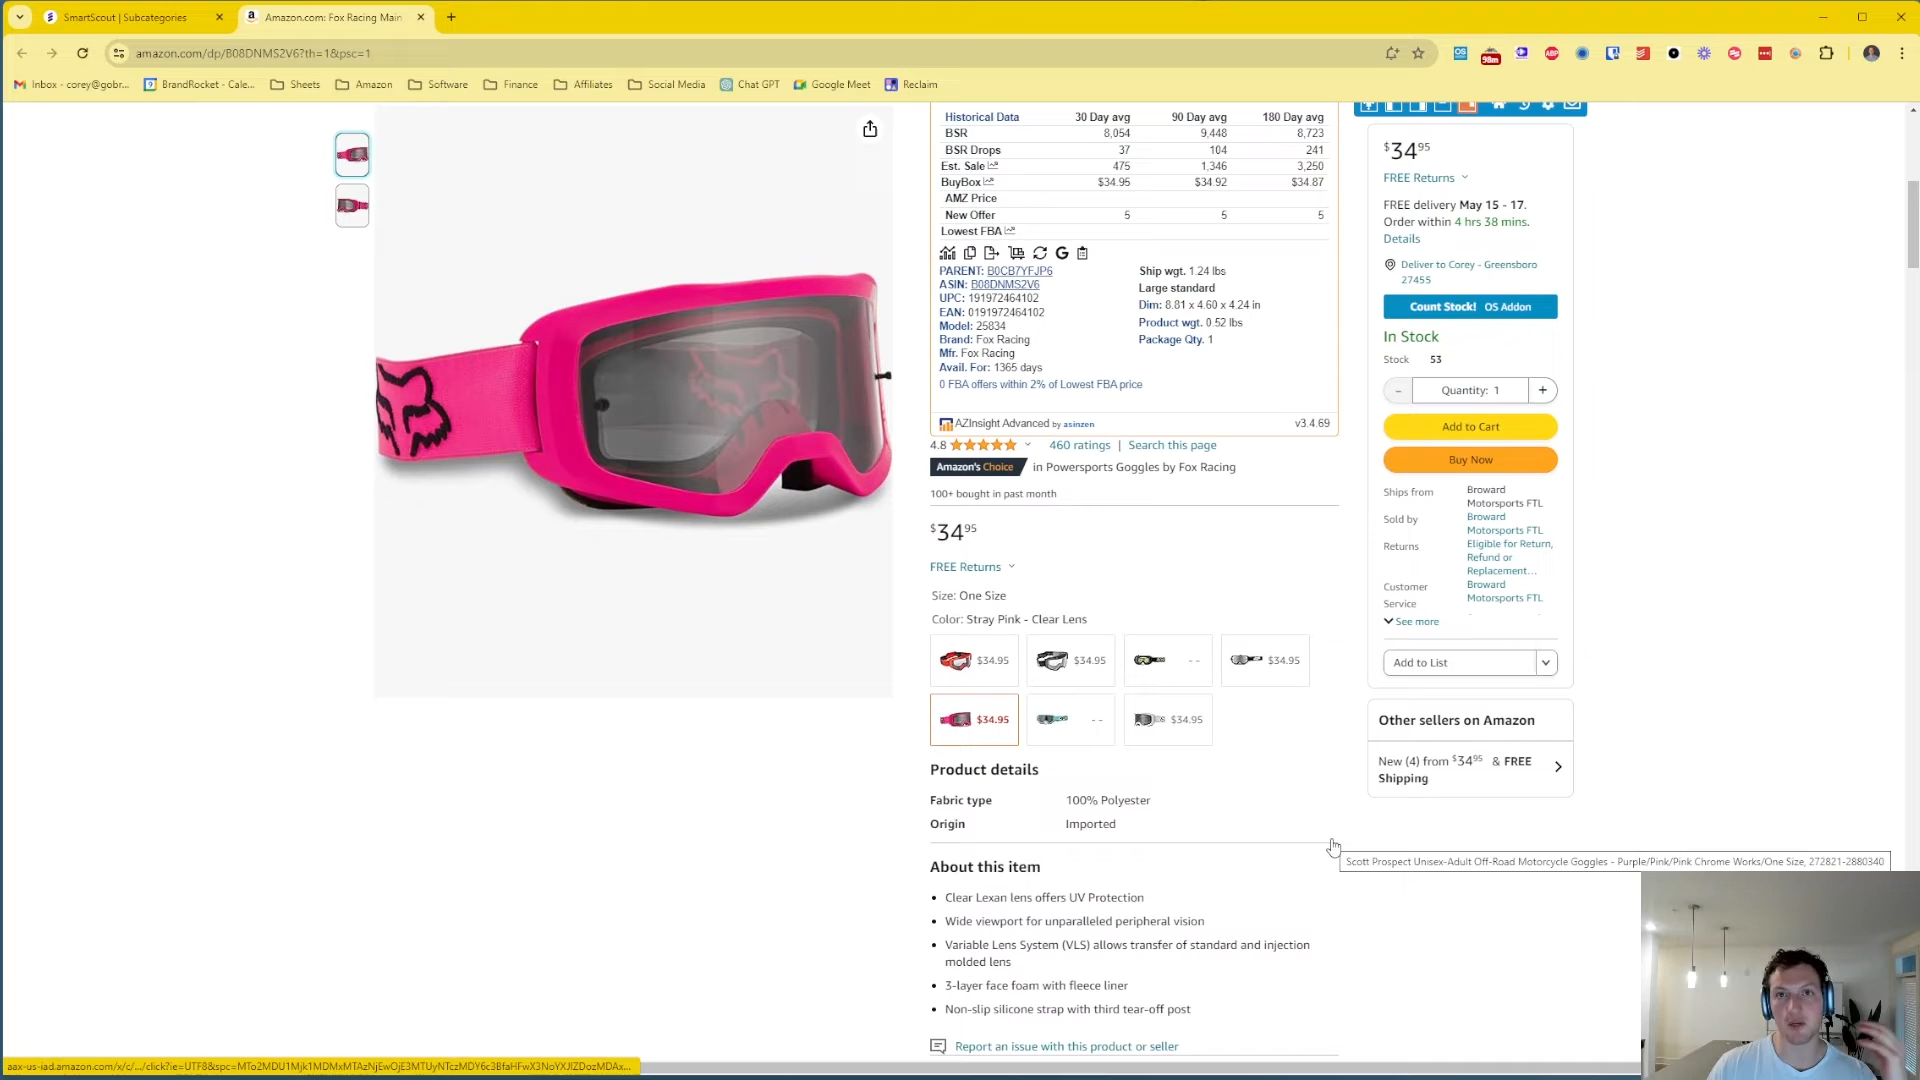 SmartScout | Subcategories
Amazon.com: Fox Racing Main
amazon.com/dp/B08DNMS2V6?th=1&psc=1
98m
ABP
Inbox - corey@gobr...
BrandRocket - Cale...
Sheets
Amazon
Software
Finance
Affiliates
Social Media
Chat GPT
Google Meet
Reclaim
Historical Data 30 Day avg 90 Day avg 180 Day avg
BSR 8,054 9,448 8,723
BSR Drops 37 104 241
Est. Sale 475 1,346 3,250
BuyBox $34.95 $34.92 $34.87
AMZ Price
New Offer 5 5 5
Lowest FBA
PARENT: B0CB7YFJP6
ASIN: B08DNMS2V6
UPC: 191972464102
EAN: 0191972464102
Model: 25834
Brand: Fox Racing
Mfr. Fox Racing
Avail. For: 1365 days
0 FBA offers within 2% of Lowest FBA price
Ship wgt. 1.24 lbs
Large standard
Dim: 8.81 x 4.60 x 4.24 in
Product wgt. 0.52 lbs
Package Qty. 1
AZInsight Advanced by asinzen v3.4.69
4.8 460 ratings | Search this page
Amazon's Choice in Powersports Goggles by Fox Racing
100+ bought in past month
$34 95
FREE Returns
Size: One Size
Color: Stray Pink - Clear Lens
$34.95 $34.95 - - $34.95
$34.95 - - $34.95
Product details
Fabric type 100% Polyester
Origin Imported
About this item
Clear Lexan lens offers UV Protection
Wide viewport for unparalleled peripheral vision
Variable Lens System (VLS) allows transfer of standard and injection
molded lens
3-layer face foam with fleece liner
Non-slip silicone strap with third tear-off post
Report an issue with this product or seller
$34 95
FREE Returns
FREE delivery May 15 - 17.
Order within 4 hrs 38 mins.
Details
Deliver to Corey - Greensboro
27455
Count Stock! OS Addon
In Stock
Stock 53
- Quantity: 1 +
Add to Cart
Buy Now
Ships from Broward
Motorsports FTL
Sold by Broward
Motorsports FTL
Returns Eligible for Return,
Refund or
Replacement...
Customer Broward
Service Motorsports FTL
See more
Add to List
Other sellers on Amazon
New (4) from $34 95 & FREE
Shipping
Scott Prospect Unisex-Adult Off-Road Motorcycle Goggles - Purple/Pink/Pink Chrome Works/One Size, 272821-2880340